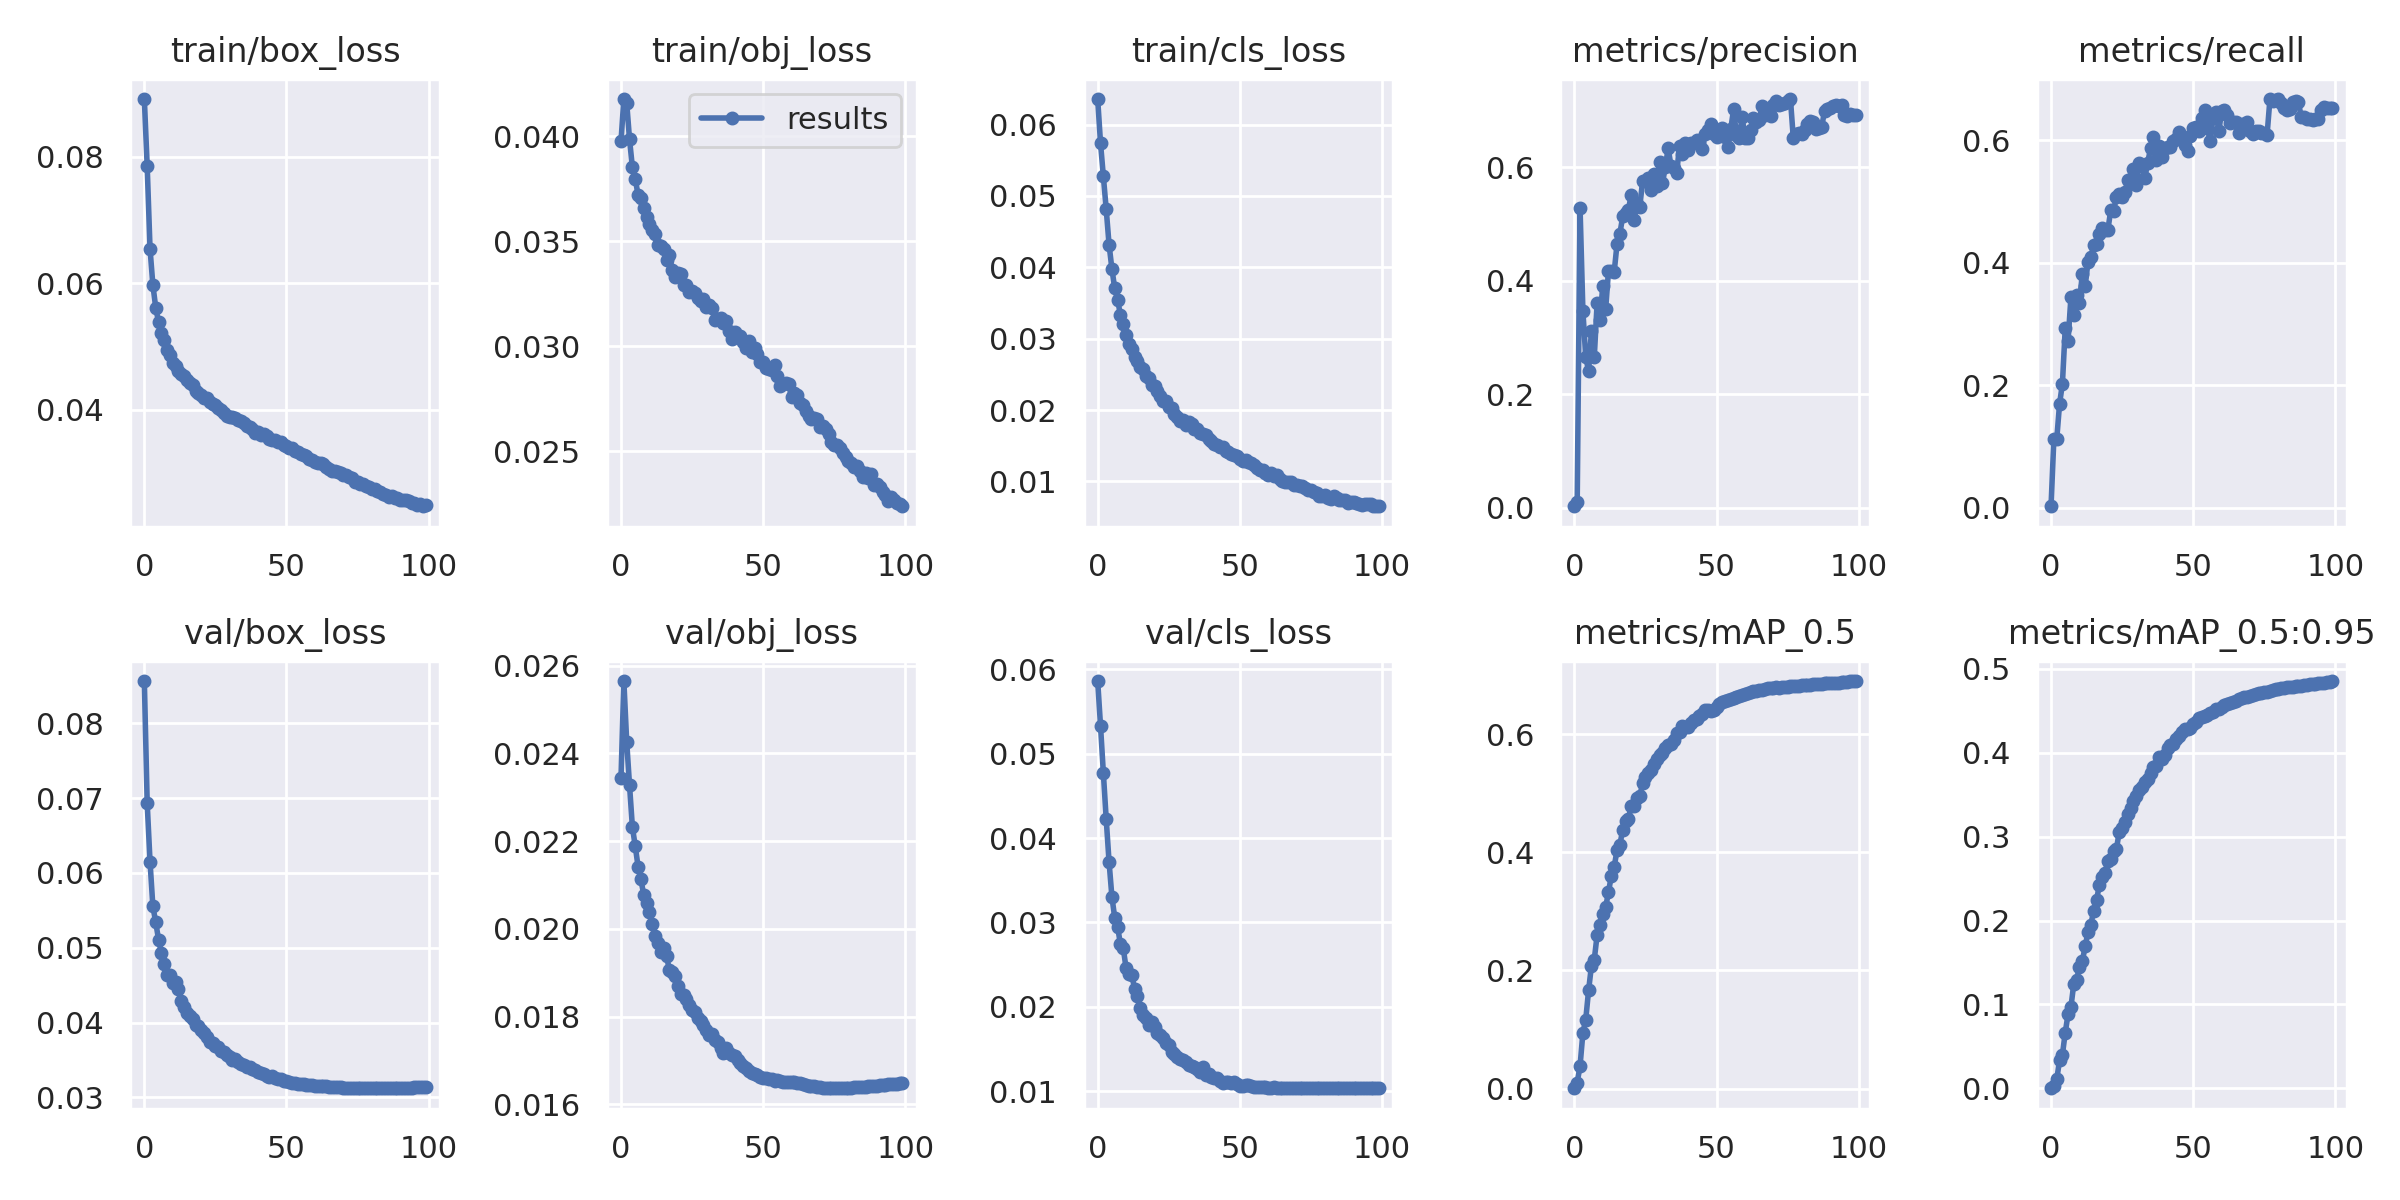 train/box_loss
0.08
0.06
0.04
0 50 100
train/obj_loss
results
0.040
0.035
0.030
0.025
0 50 100
train/cls_loss
0.06
0.05
0.04
0.03
0.02
0.01
0 50 100
metrics/precision
0.6
0.4
0.2
0.0
0 50 100
metrics/recall
0.6
0.4
0.2
0.0
0 50 100
val/box_loss
0.08
0.07
0.06
0.05
0.04
0.03
0 50 100
val/obj_loss
0.026
0.024
0.022
0.020
0.018
0.016
0 50 100
val/cls_loss
0.06
0.05
0.04
0.03
0.02
0.01
0 50 100
metrics/mAP_0.5
0.6
0.4
0.2
0.0
0 50 100
metrics/mAP_0.5:0.95
0.5
0.4
0.3
0.2
0.1
0.0
0 50 100